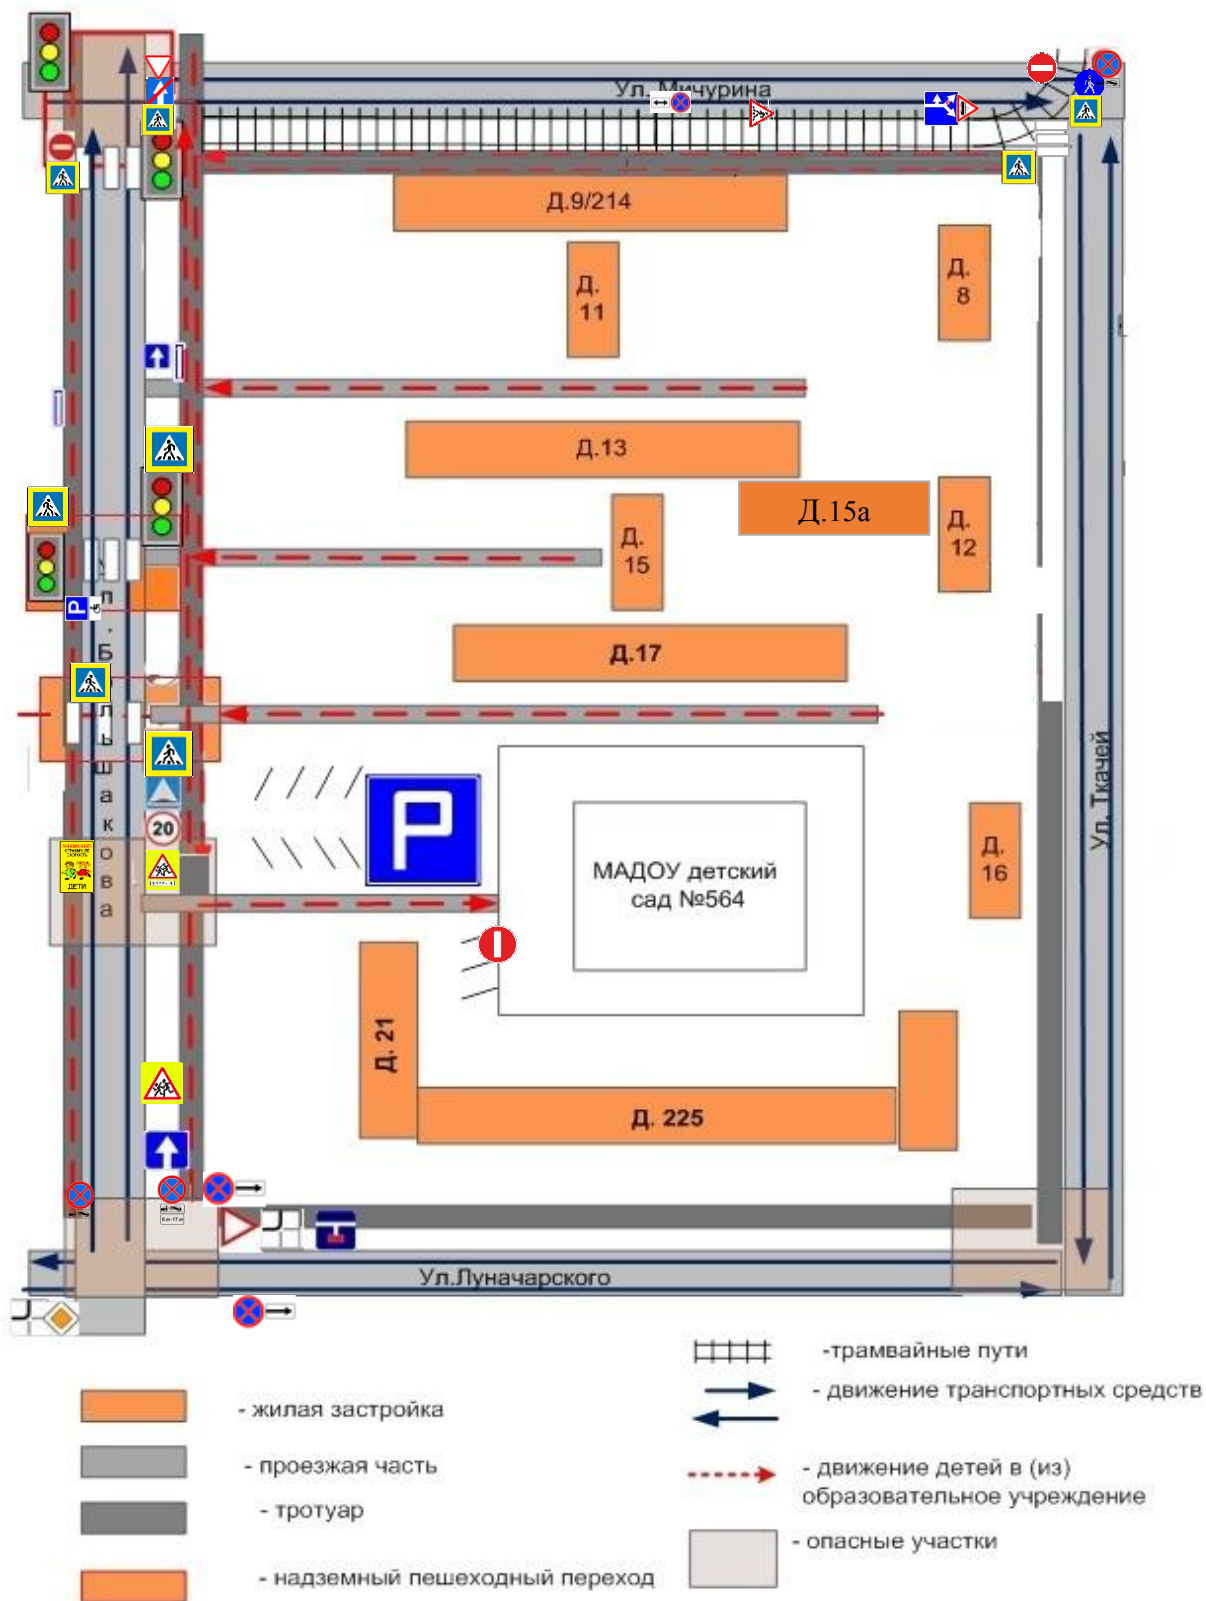 Ул. Мичурина
Д.9/214
Д.
11
Д.
8
Д.13
Д.15а
Д.
15
Д.
12
Д.17
Р
P
МАДОУ детский
сад №564
Д.
16
20
ДЕТИ
Ул. Большакова
Ул. Ткачей
Д. 21
Д. 225
Ул.Луначарского
- жилая застройка
- проезжая часть
- тротуар
- надземный пешеходный переход
-трамвайные пути
- движение транспортных средств
- движение детей в (из)
образовательное учреждение
- опасные участки